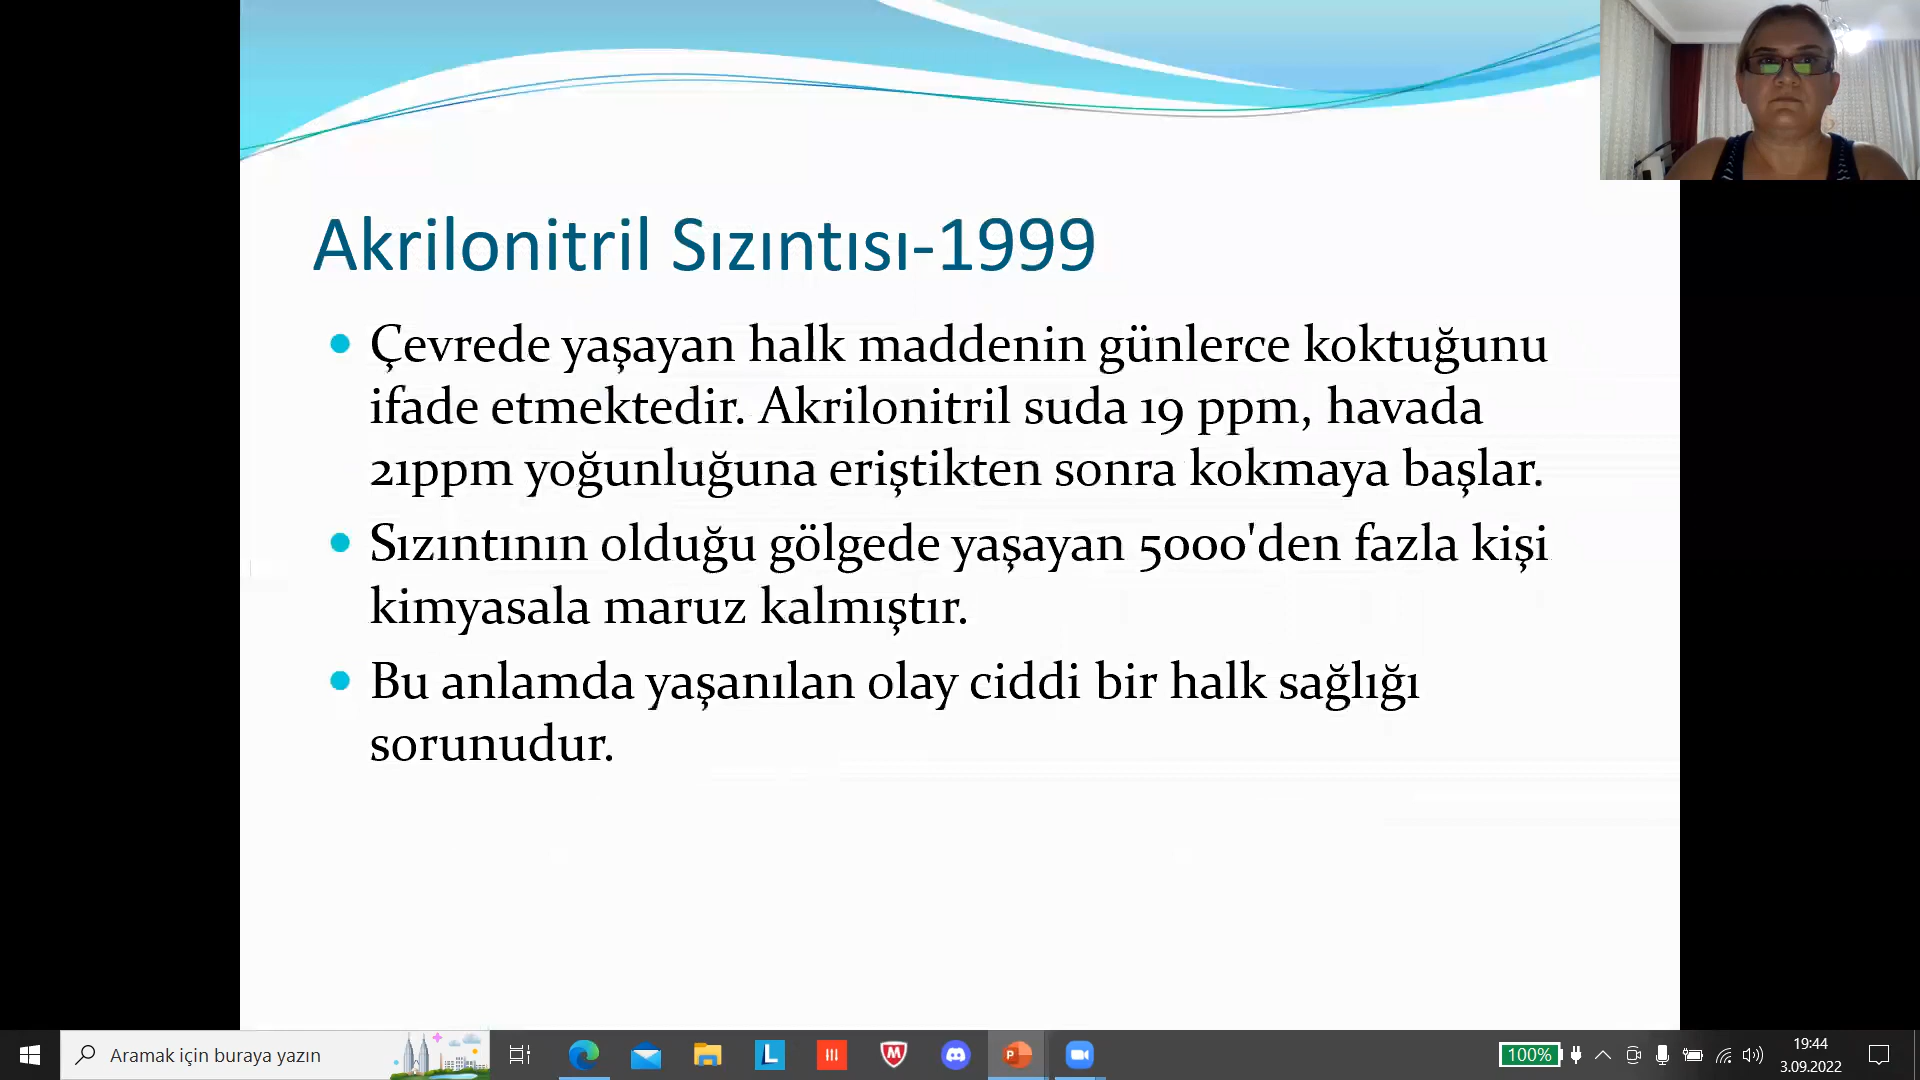 Akrilonitril Sızıntısı-1999
Çevrede yaşayan halk maddenin günlerce koktuğunu
ifade etmektedir. Akrilonitril suda 19 ppm, havada
21ppm yoğunluğuna eriştikten sonra kokmaya başlar.
Sızıntının olduğu gölgede yaşayan 5000'den fazla kişi
kimyasala maruz kalmıştır.
Bu anlamda yaşanılan olay ciddi bir halk sağlığı
sorunudur.
Aramak için buraya yazın
L
P
100%
19:44
3.09.2022